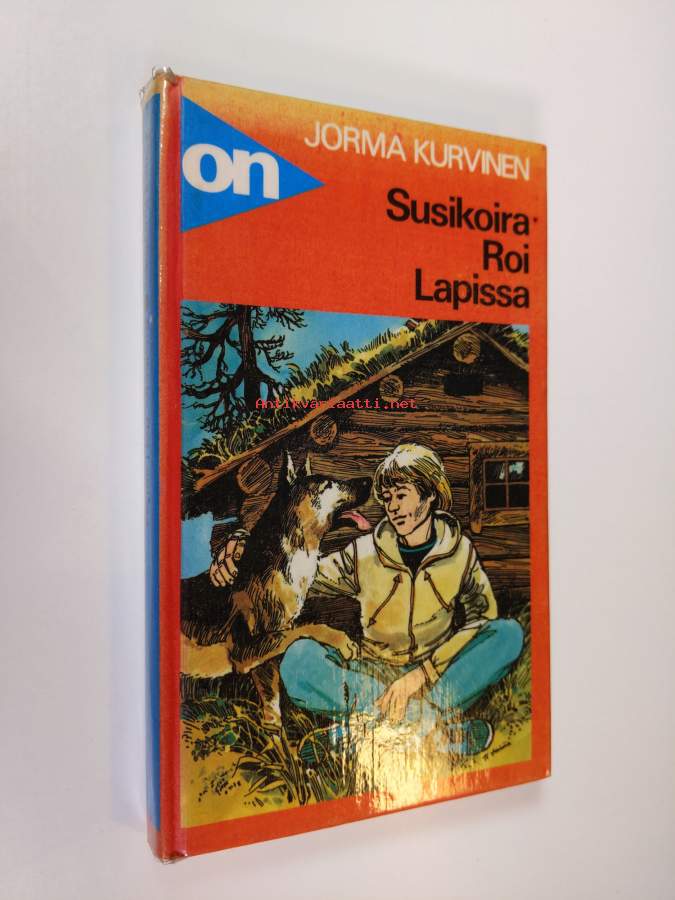 on
JORMA KURVINEN
Susikoira
Roi
Lapissa
Antikvariaatti.net